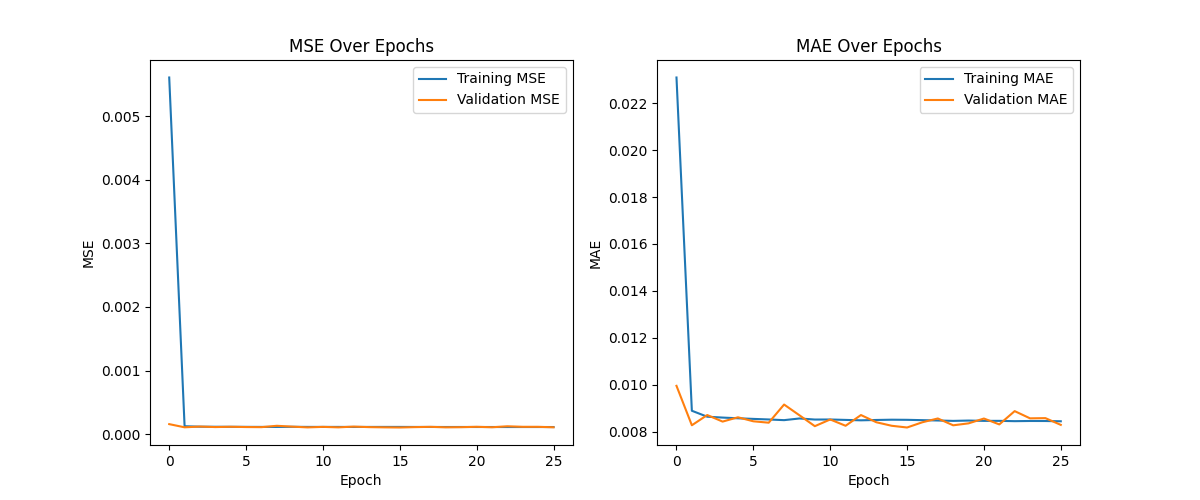 MSE Over Epochs
Training MSE
Validation MSE
0.005
0.004
0.003
0.002
0.001
0.000
MSE
0 5 10 15 20 25
Epoch
MAE Over Epochs
Training MAE
Validation MAE
0.022
0.020
0.018
0.016
0.014
0.012
0.010
0.008
MAE
0 5 10 15 20 25
Epoch